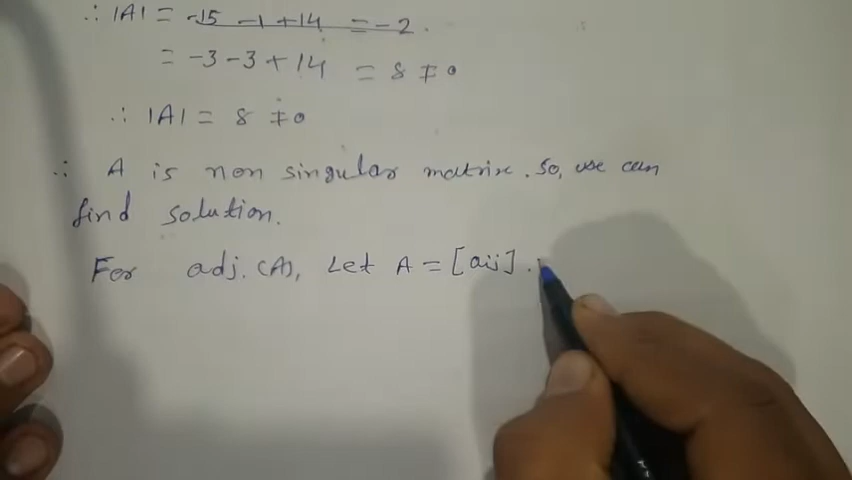 ∴ |A| = -15 -1 +14 = -2.
= -3 -3 + 14 = 8 ≠ 0
∴ |A| = 8 ≠ 0
∴ A is non singular matrix. So, we can
find solution.
For adj. (A), Let A = [aij].